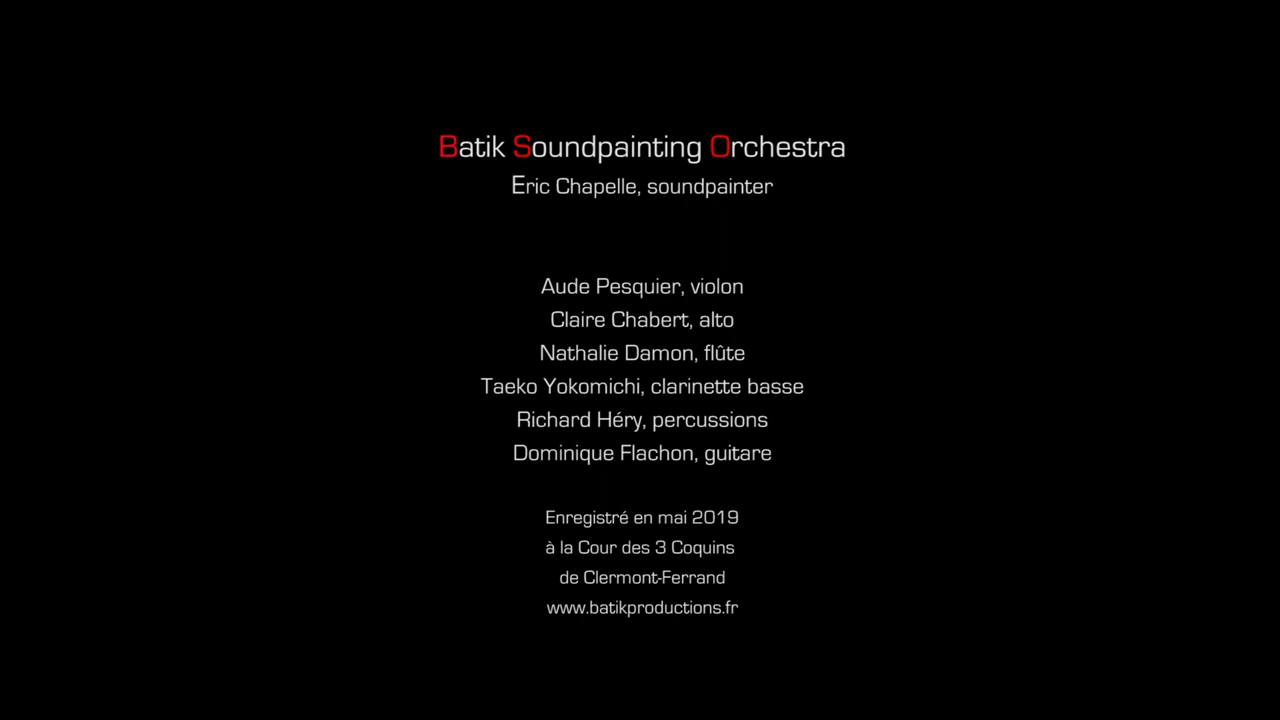 Batik Soundpainting Orchestra
Eric Chapelle, soundpainter
Aude Pesquier, violon
Claire Chabert, alto
Nathalie Damon, flûte
Taeko Yokomichi, clarinette basse
Richard Héry, percussions
Dominique Flachon, guitare
Enregistré en mai 2019
à la Cour des 3 Coquins
de Clermont-Ferrand
www.batikproductions.fr